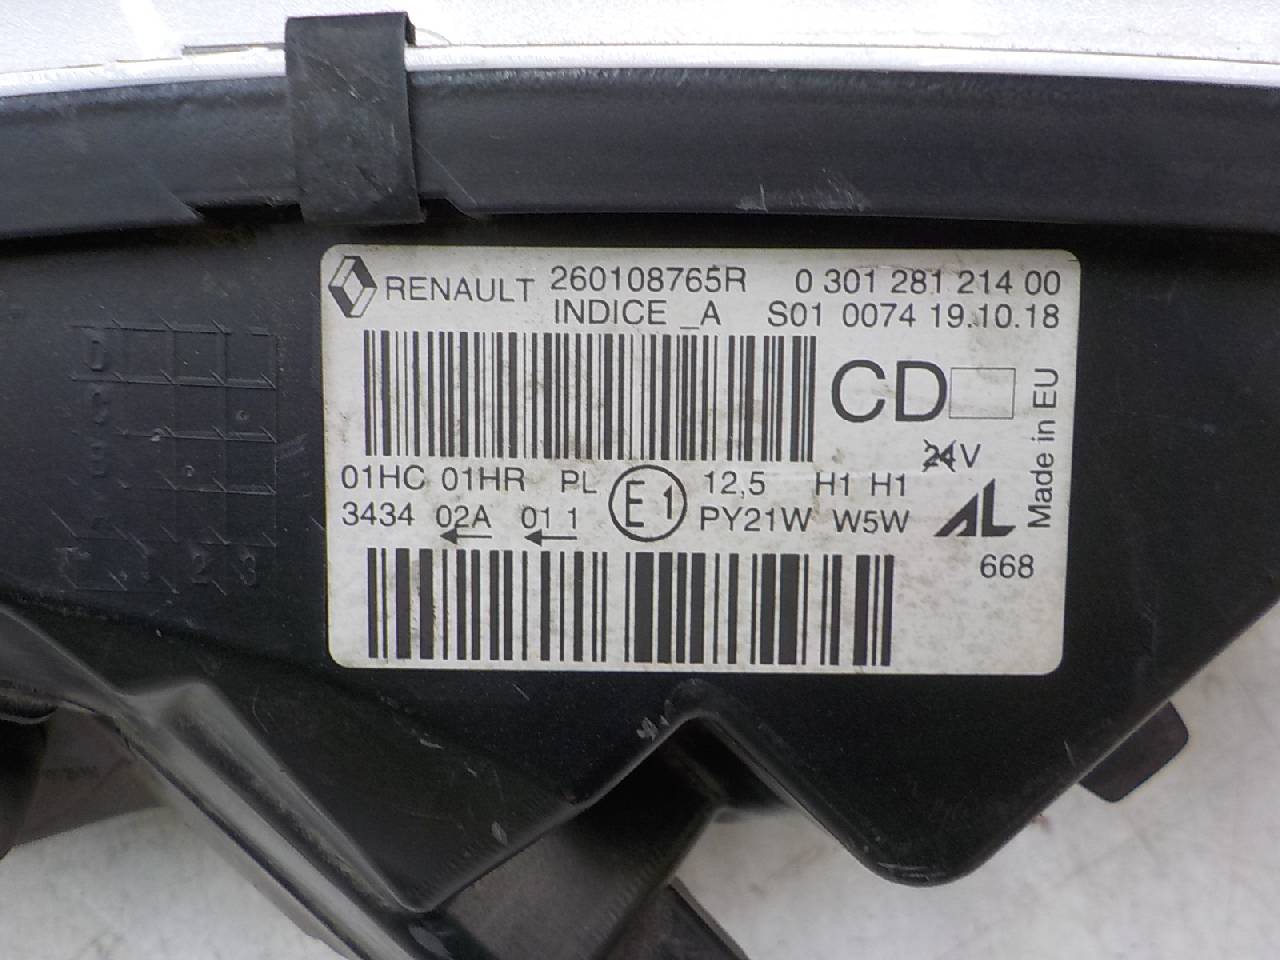 RENAULT 260108765R 0 301 281 214 00
INDICE _A S01 0074 19.10.18
CD
24V
Made in EU
01HC 01HR PL E1 12,5 H1 H1
3434 02A 01 1 PY21W W5W AL
668
D
C
B
1 2 3